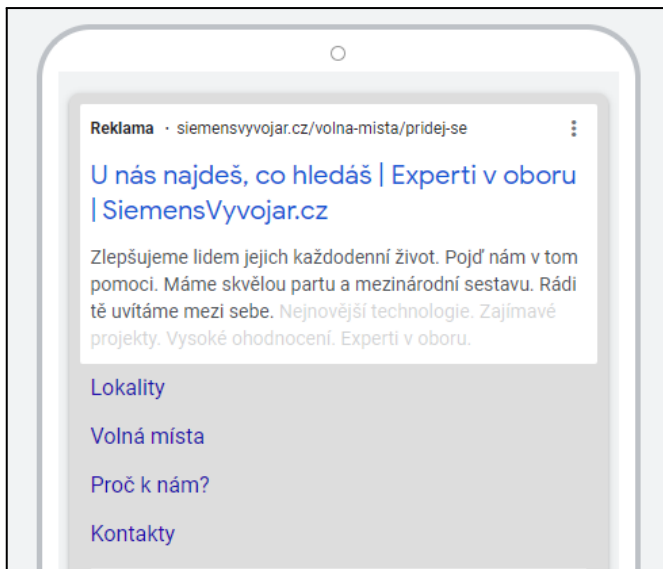 Reklama · siemensvyvojar.cz/volna-mista/pridej-se
U nás najdeš, co hledáš | Experti v oboru
| SiemensVyvojar.cz
Zlepšujeme lidem jejich každodenní život. Pojď nám v tom
pomoci. Máme skvělou partu a mezinárodní sestavu. Rádi
tě uvítáme mezi sebe. Nejnovější technologie. Zajímavé
projekty. Vysoké ohodnocení. Experti v oboru.
Lokality
Volná místa
Proč k nám?
Kontakty